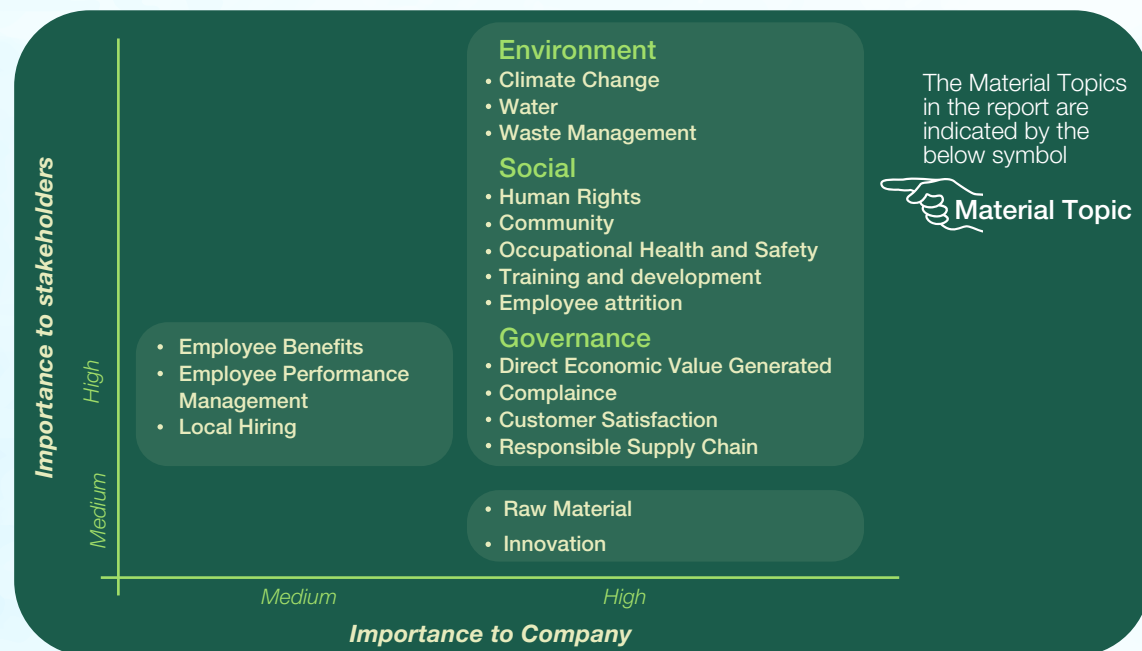 Environment
• Climate Change
• Water
• Waste Management
Social
• Human Rights
• Community
• Occupational Health and Safety
• Training and development
• Employee attrition
Governance
• Direct Economic Value Generated
• Complaince
• Customer Satisfaction
• Responsible Supply Chain
The Material Topics
in the report are
indicated by the
below symbol
Material Topic
Importance to stakeholders
High
Medium
• Employee Benefits
• Employee Performance
Management
• Local Hiring
• Raw Material
• Innovation
Medium
High
Importance to Company